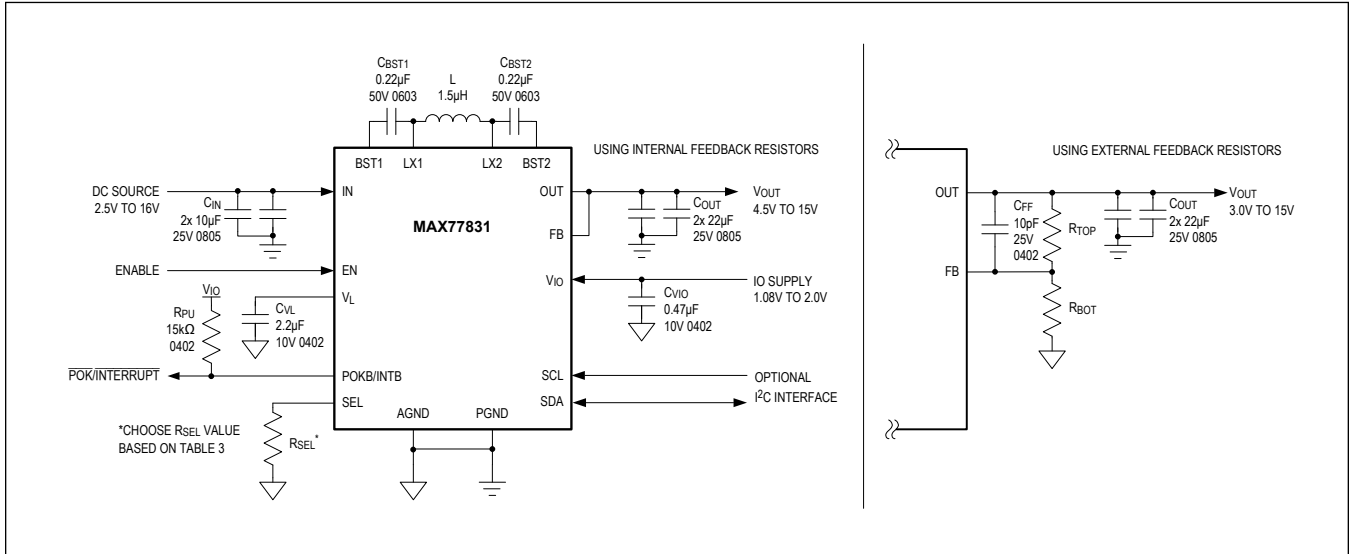 CBST1
0.22µF
50V 0603
L
1.5µH
CBST2
0.22µF
50V 0603
BST1
LX1
LX2
BST2
USING INTERNAL FEEDBACK RESISTORS
DC SOURCE
2.5V TO 16V
CIN
2x 10µF
25V 0805
IN
MAX77831
OUT
FB
COUT
2x 22µF
25V 0805
VOUT
4.5V TO 15V
ENABLE
EN
VIO
IO SUPPLY
1.08V TO 2.0V
CVIO
0.47µF
10V 0402
VIO
RPU
15kΩ
0402
VL
CVL
2.2µF
10V 0402
POK/INTERRUPT
POKB/INTB
SCL
SDA
OPTIONAL
I2C INTERFACE
SEL
AGND
PGND
*CHOOSE RSEL VALUE
BASED ON TABLE 3
RSEL*
USING EXTERNAL FEEDBACK RESISTORS
OUT
CFF
10pF
25V
0402
RTOP
COUT
2x 22µF
25V 0805
VOUT
3.0V TO 15V
FB
RBOT